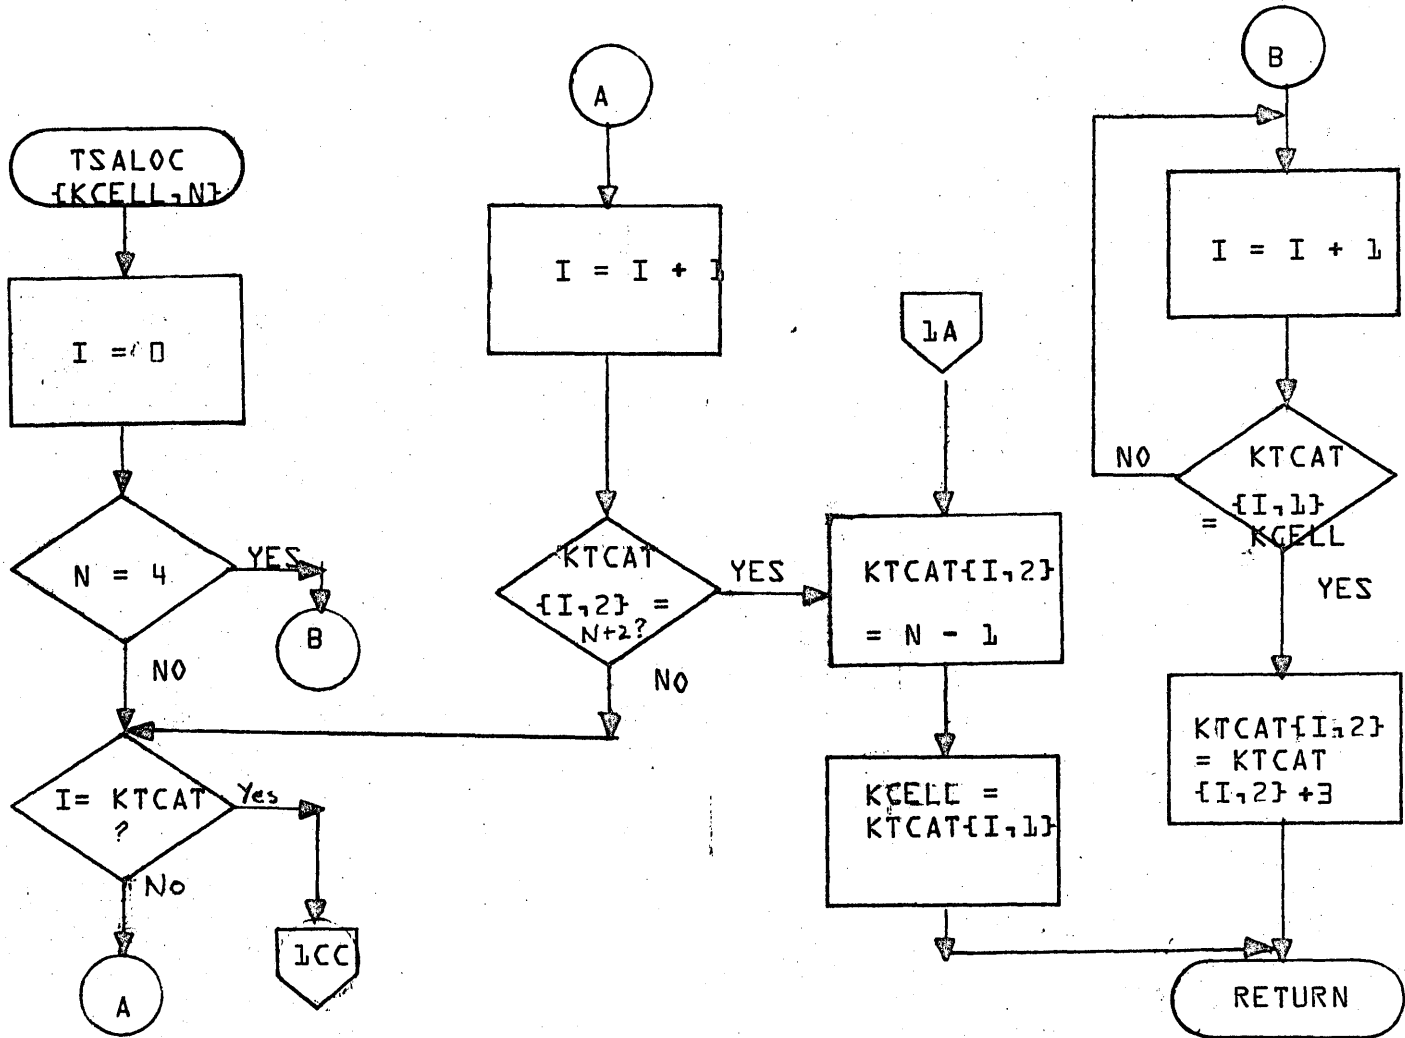 TSALOC
{KCELL,N}
I = 0
N = 4
YES
B
NO
I= KTCAT
?
Yes
No
1CC
A
A
I = I + 1
KTCAT
{I,2} =
N+2?
YES
NO
1A
KTCAT{I,2}
= N - 1
KCELL =
KTCAT{I,1}
B
I = I + 1
NO
KTCAT
{I,1}
= KCELL
YES
KTCAT{I,2}
= KTCAT
{I,2}+3
RETURN